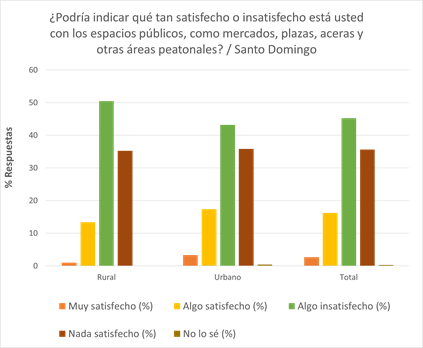 ¿Podría indicar qué tan satisfecho o insatisfecho está usted
con los espacios públicos, como mercados, plazas, aceras y
otras áreas peatonales? / Santo Domingo
% Respuestas
60
50
40
30
20
10
0
Rural Urbano Total
Muy satisfecho (%) Algo satisfecho (%) Algo insatisfecho (%)
Nada satisfecho (%) No lo sé (%)